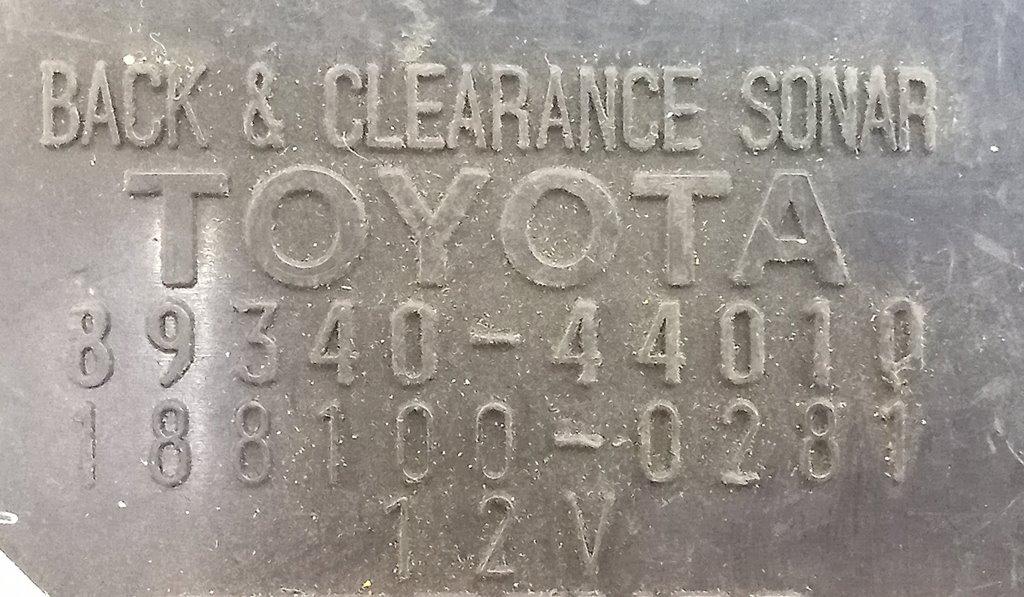 BACK & CLEARANCE SONAR
TOYOTA
89340-44010
188100-0281
12V